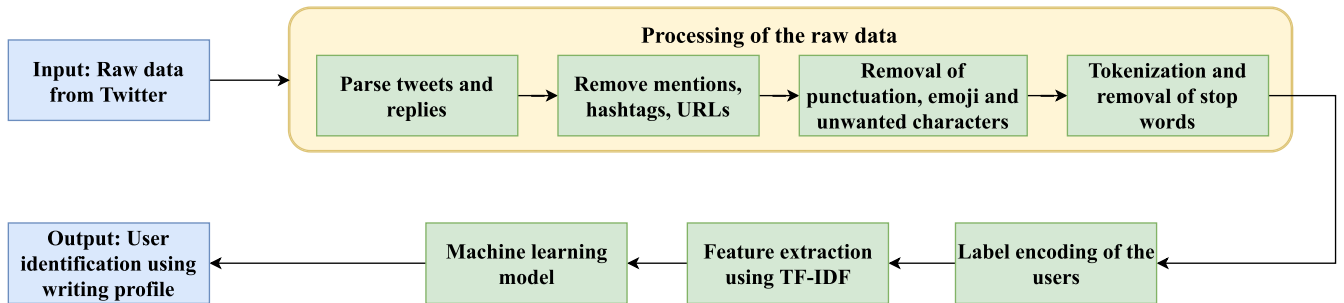 Processing of the raw data
Input: Raw data
from Twitter
Parse tweets and
replies
Remove mentions,
hashtags, URLs
Removal of
punctuation, emoji and
unwanted characters
Tokenization and
removal of stop
words
Label encoding of the
users
Feature extraction
using TF-IDF
Machine learning
model
Output: User
identification using
writing profile